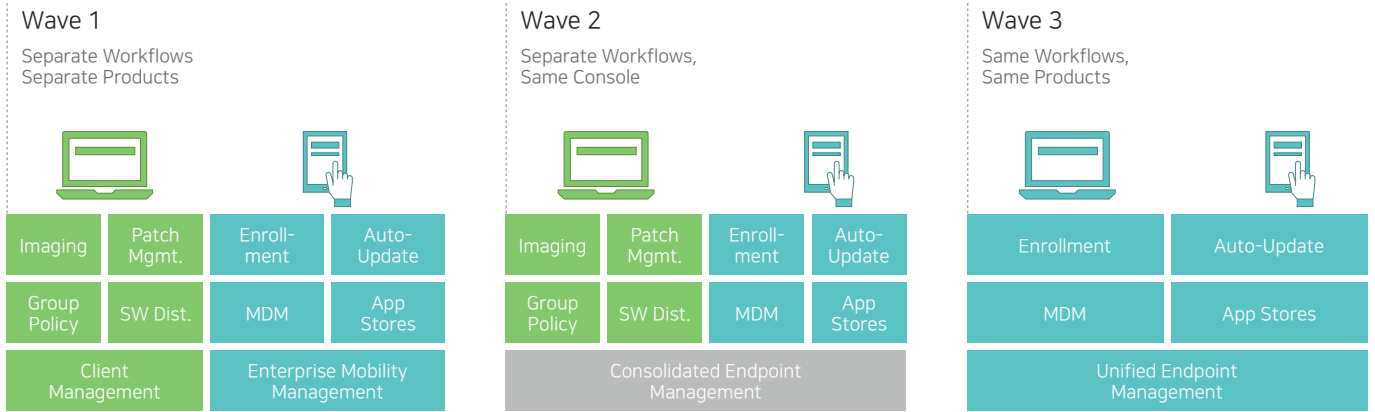 Wave 1
Separate Workflows
Separate Products
Imaging
Patch
Mgmt.
Enroll-
ment
Auto-
Update
Group
Policy
SW Dist.
MDM
App
Stores
Client
Management
Enterprise Mobility
Management
Wave 2
Separate Workflows,
Same Console
Imaging
Patch
Mgmt.
Enroll-
ment
Auto-
Update
Group
Policy
SW Dist.
MDM
App
Stores
Consolidated Endpoint
Management
Wave 3
Same Workflows,
Same Products
Enrollment
Auto-Update
MDM
App Stores
Unified Endpoint
Management